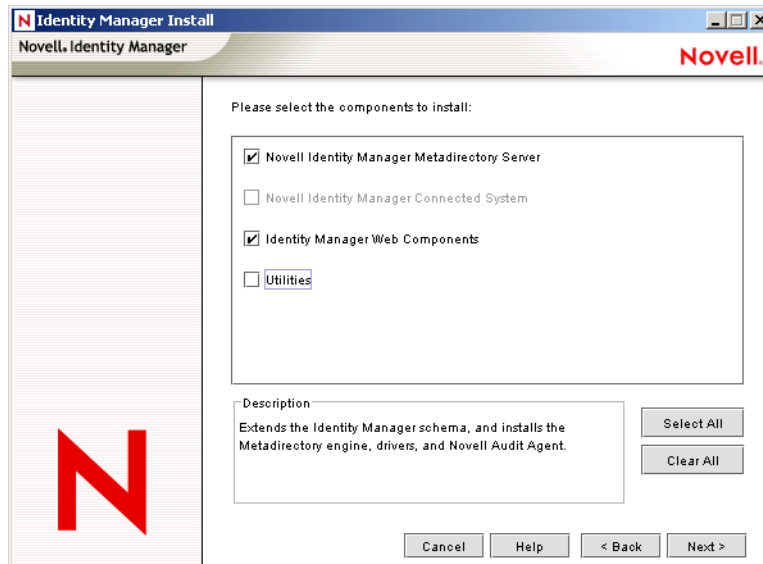 Identity Manager Install
Novell. Identity Manager
Novell.
Please select the components to install:
Novell Identity Manager Metadirectory Server
Novell Identity Manager Connected System
Identity Manager Web Components
Utilities
Description
Extends the Identity Manager schema, and installs the
Metadirectory engine, drivers, and Novell Audit Agent.
Select All
Clear All
N
Cancel
Help
< Back
Next >